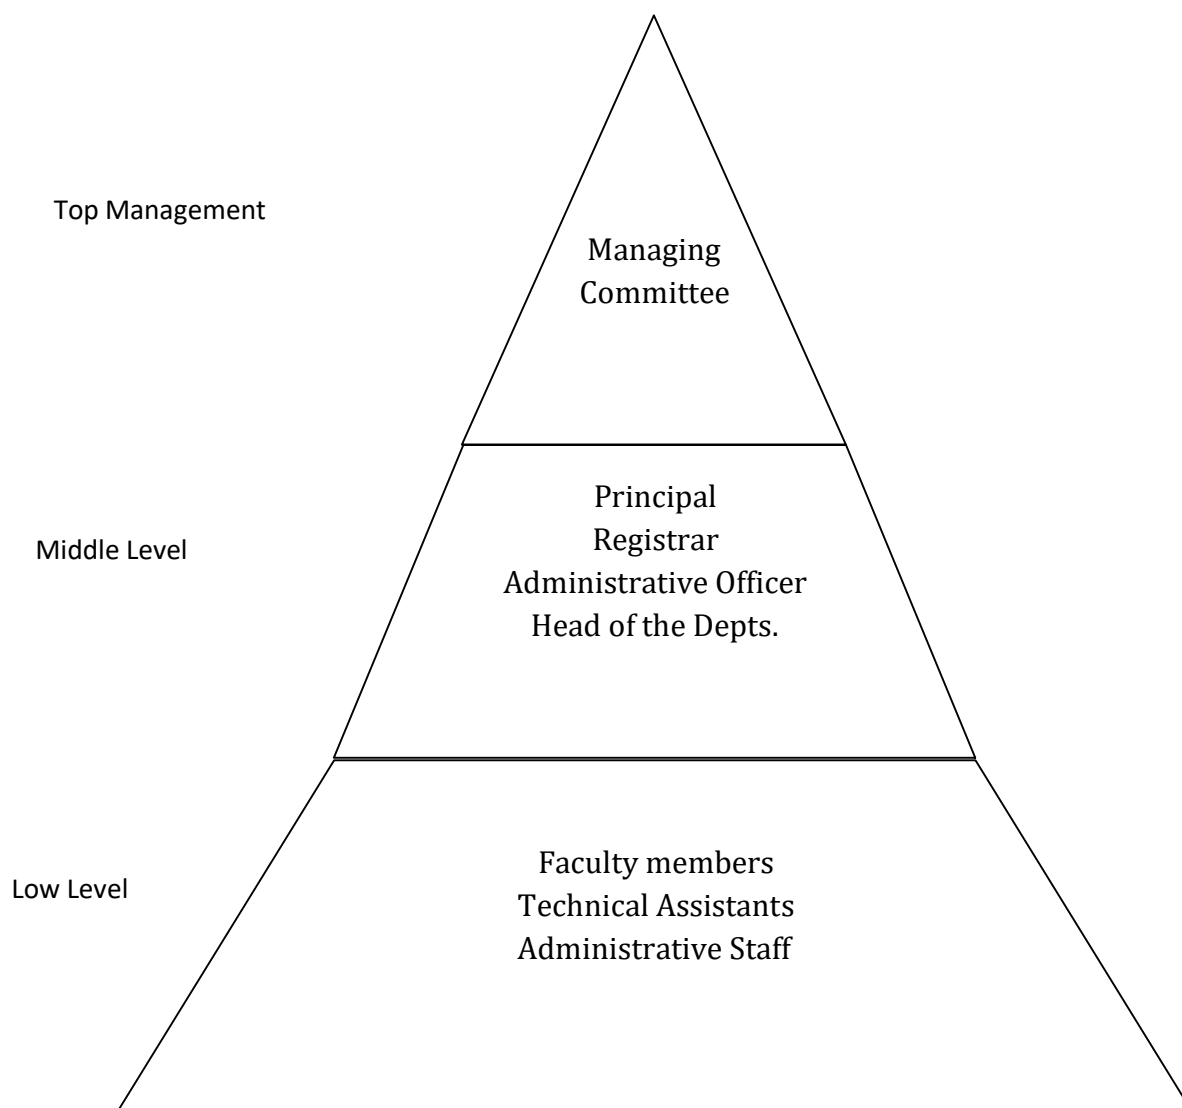 Top Management
Managing
Committee
Middle Level
Principal
Registrar
Administrative Officer
Head of the Depts.
Low Level
Faculty members
Technical Assistants
Administrative Staff